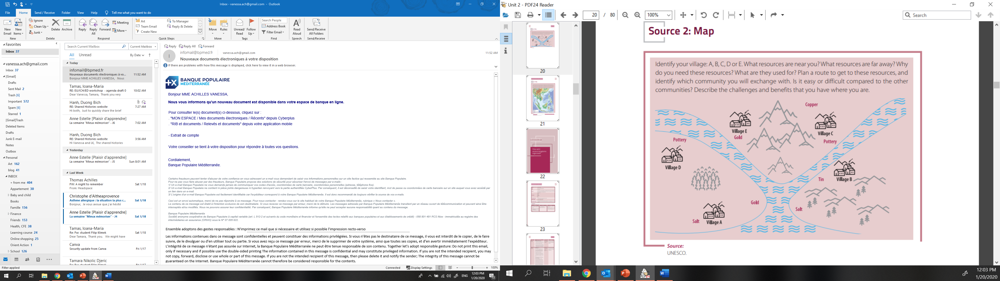 Inbox - vanessa.ach@gmail.com - Outlook
File Home Send / Receive Folder View Help Tell me what you want to do
New Email
New Items
New
Ignore
Clean Up
Junk
Delete Archive
Delete
Reply Reply All Forward
Meeting
More
Respond
Art
Team Email
Create New
To Manager
Reply & Delete
Quick Steps
Move Rules
Move
Unread/ Read
Follow Up
Tags
Search People
Address Book
Filter Email
Find
Read Aloud
Speech
Send/Receive All Folders
Send/Receive
Favorites
Inbox 37
vanessa.ach@gmail.com
Inbox 37
[Gmail]
Drafts
Sent Mail 2
Trash [6]
Important 572
Spam [6]
Starred 1
[Gmail]Trash
Deleted Items
Drafts
Junk E-mail
Notes
Outbox
Personal
Art 162
blog 41
INBOX
+ from me 404
Appartement 30
Baby and child
Books
Famille 156
Finance
Friends 153
Health, CFE 38
Learning course 24
Online shopping 25
Orient Action 1
School 126
Filter applied
Search Current Mailbox Current Mailbox
All Unread By Date
Today
infomail@bpmed.fr
Nouveaux documents électroniques à vo... 11:52 AM
Bonjour MME ACHILLES VANESSA, Nous
Tamas, Ioana-Maria
RE: EU/ICH/ED workshop - agenda draft 0 10:02 AM
Dear Vanessa, Tamara, Thank you very
Hanh, Duong Bich
RE: Shared Histories website 7:27 AM
Hi both, Just to quickly chare the brief
Anne Estelle [Plaisir d'apprendre]
La semaine "Mieux mémoriser" - J6 7:02 AM
Hanh, Duong Bich
RE: Shared Histories website 3:56 AM
Hi Vanessa and LK, The shared histories
Yesterday
Anne Estelle [Plaisir d'apprendre]
La semaine "Mieux mémoriser" - J5 Sun 8:01 AM
Last Week
Thomas Achilles
FW: A night to remember Sat 1/18
From: Headspace
Christophe d'Altheaprovence
Asthme allergique : la situation la plus c... Sat 1/18
Bonjour, Je vous avoue que j'ai hésité
Anne Estelle [Plaisir d'apprendre]
La semaine "Mieux mémoriser" - J4 Sat 1/18
Tamas, Ioana-Maria
Re: Fw: student Filip Klimek Sat 1/18
Dear Tamara, Thank you. We might have
Canva
Security update from Canva Fri 1/17
Tamara Nikolic Djeric
Reply Reply All Forward
infomail@bpmed.fr vanessa.ach@gmail.com 11:52 AM
I
Nouveaux documents électroniques à votre disposition
If there are problems with how this message is displayed, click here to view it in a web browser.
BANQUE POPULAIRE
MÉDITERRANÉE
Bonjour MME ACHILLES VANESSA,
Nous vous informons qu'un nouveau document est disponible dans votre espace de banque en ligne.
Pour consulter le(s) document(s) ci-dessous, cliquez sur :
. "MON ESPACE / Mes documents électroniques / Récents" depuis Cyberplus
. "RIB et documents / Relevés et documents" depuis votre application mobile
- Extrait de compte
Votre conseiller se tient à votre disposition pour répondre à toutes vos questions.
Cordialement,
Banque Populaire Méditerranée.
Certains fraudeurs peuvent tenter d'abuser de votre confiance en vous adressant un e-mail vous demandant de saisir vos informations personnelles sur un site factice qui ressemble au site Banque Populaire.
Pour ne pas vous faire abuser par des fraudeurs, Banque Populaire propose des solutions de sécurité pour sécuriser l'envoi de messages par e-mails :
1/ Un e-mail Banque Populaire ne vous demande jamais de communiquer vos codes d'accès, coordonnées de carte bancaire, coordonnées personnelles (adresse, téléphone fixe).
2/ Un e-mail Banque Populaire ne contient ni pièce jointe dangereuse ni hyperlien renvoyant vers la partie authentifiée CyberPlus. Par conséquent, il est déconseillé de saisir votre identifiant, mot de passe ou coordonnées de carte bancaire sur un site auquel vous avez accédé par
un lien dans un e-mail.
3/ L'origine d'un e-mail Banque Populaire est facilement identifiable car l'expéditeur correspond à votre Banque Populaire Méditerranée. Il est donc recommandé de toujours vérifier la source de vos e-mails.
Ceci est un envoi automatique, merci de ne pas répondre à ce message. Pour nous contacter : rendez-vous sur le site habituel de votre Banque Populaire Méditerranée, rubrique « Nous contacter ».
Le contenu de ce message est établi à l'intention exclusive de son destinataire. Si vous recevez ce message par erreur, merci de le détruire. Les messages adressés par Banque Populaire Méditerranée transitent par un réseau ouvert de télécommunication et peuvent ainsi être
interceptés et/ou modifiés. Nous ne pouvons assurer leur confidentialité. Par conséquent, Banque Populaire Méditerranée informe qu'elle ne peut accepter aucune responsabilité quant au contenu du message.
Banque Populaire Méditerranée
Société anonyme coopérative de Banque Populaire à capital variable (art. L 512-2 et suivants du code monétaire et financier et l'ensemble des textes relatifs aux banques populaires et aux établissements de crédit) - 058 801 481 RCS Nice - immatriculée au registre des
intermédiaires en assurance (ORIAS) sous le N° 07 005 622.
Ensemble adoptons des gestes responsables : N'imprimez ce mail que si nécessaire et utilisez si possible l'impression recto-verso
Les informations contenues dans ce message sont confidentielles et peuvent constituer des informations privilégiées. Si vous n'êtes pas le destinataire de ce message, il vous est interdit de le copier, de le faire
suivre, de le divulguer ou d'en utiliser tout ou partie. Si vous avez reçu ce message par erreur, merci de le supprimer de votre système, ainsi que toutes ses copies, et d'en avertir immédiatement l'expéditeur.
L'intégrité de ce message n'étant pas assurée sur Internet, la Banque Populaire Méditerranée ne peut être tenue responsable de son contenu. Together let's adopt responsible gesture: Do not print this email,
only if necessary and if possible use the double-sided printing The information contained in this message is confidential and may constitute privileged information. If you are not the intended recipient, you may
not copy, forward, disclose or use whole or part of this message. If you are not the intended recipient of this message, then please delete it and notify the sender; The integrity of this message cannot be
guaranteed on the Internet. Banque Populaire Méditerranée cannot therefore be considered responsible for the contents.
Connected Display Settings 100%
ENG 12:03 PM 1/20/2020 13
Unit 2 - PDF24 Reader
20 / 80 100% Search
20
21
22
23
Source 2: Map
Identify your village: A, B, C, D or E. What resources are near you? What resources are far away? Why
do you need these resources? What are they used for? Plan a route to get to these resources, and
identify which community you will exchange with. Is it easy or difficult compared to the other
communities? Describe the challenges and benefits that you have where you are.
Copper
Village E
Gold
Village C
Pottery
Pottery
Village D
Tin
Village B
Gold
Salt
Salt
Village A
Source:
UNESCO.
12:03 PM
1/20/2020